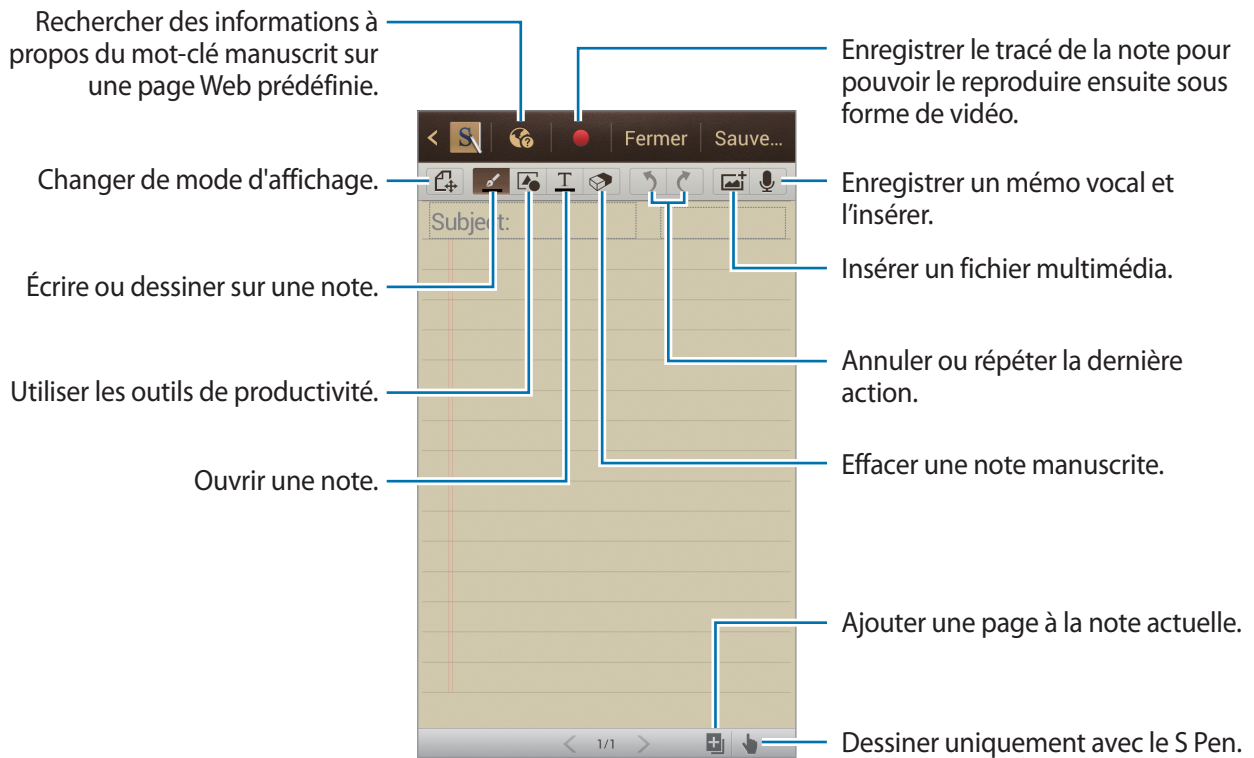 Rechercher des informations à
propos du mot-clé manuscrit sur
une page Web prédéfinie.
Enregistrer le tracé de la note pour
pouvoir le reproduire ensuite sous
forme de vidéo.
S
Fermer
Sauve...
Changer de mode d'affichage.
T
Enregistrer un mémo vocal et
l'insérer.
Subject:
Écrire ou dessiner sur une note.
Insérer un fichier multimédia.
Utiliser les outils de productivité.
Annuler ou répéter la dernière
action.
Ouvrir une note.
Effacer une note manuscrite.
Ajouter une page à la note actuelle.
1/1
Dessiner uniquement avec le S Pen.